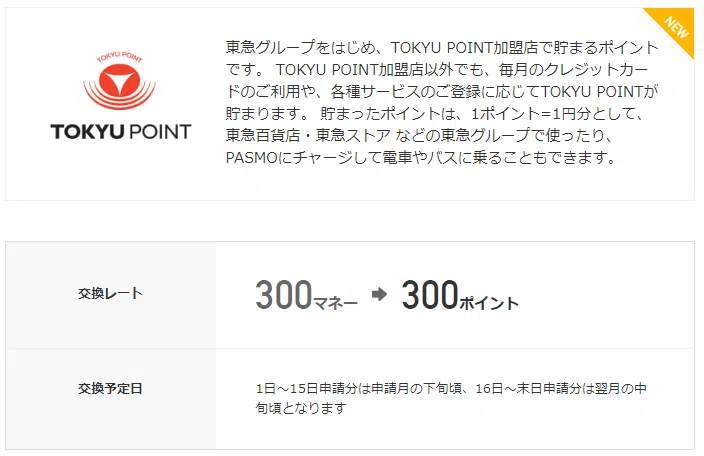 NEW
TOKYU POINT
TOKYU POINT
東急グループをはじめ、TOKYU POINT加盟店で貯まるポイント
です。 TOKYU POINT加盟店以外でも、毎月のクレジットカー
ドのご利用や、各種サービスのご登録に応じてTOKYU POINTが
貯まります。 貯まったポイントは、1ポイント=1円分として、
東急百貨店・東急ストア などの東急グループで使ったり、
PASMOにチャージして電車やバスに乗ることもできます。
交換レート
300マネー → 300ポイント
交換予定日
1日～15日申請分は申請月の下旬頃、16日～末日申請分は翌月の中
旬頃となります